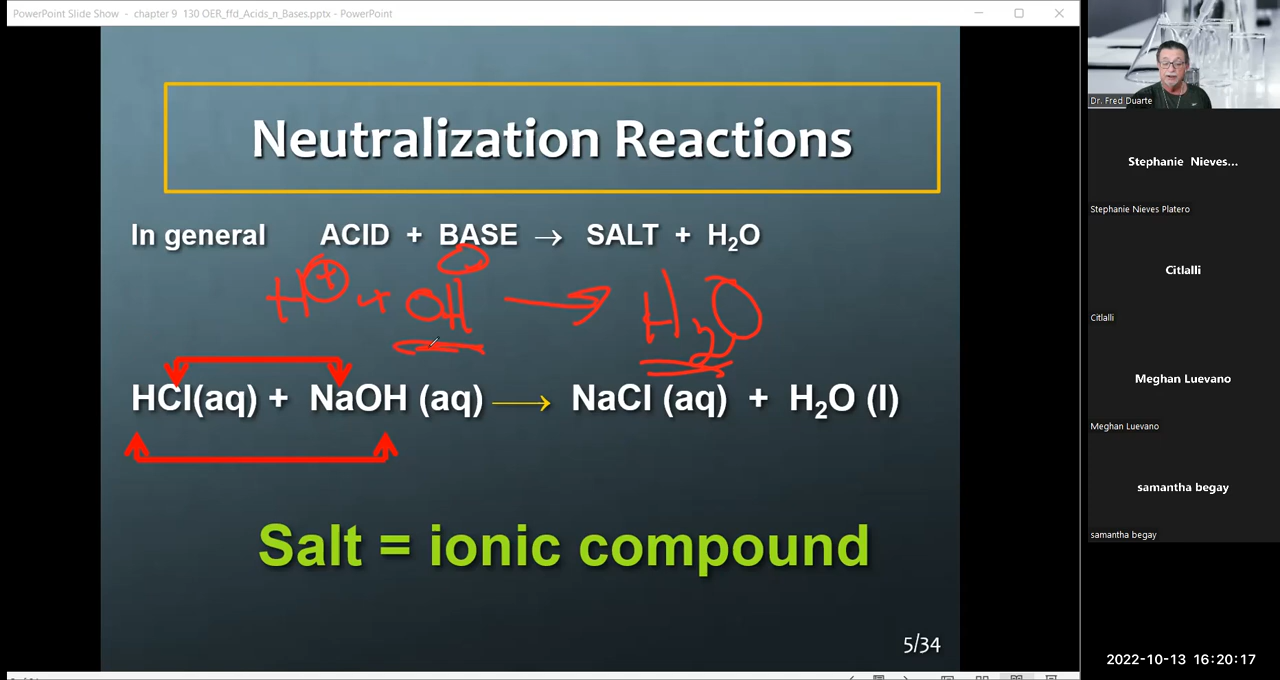 PowerPoint Slide Show - chapter 9 130 OER_ffd_Acids_n_Bases.pptx - PowerPoint
Neutralization Reactions
In general ACID + BASE → SALT + H₂O
H⁺ + OH⁻ → H₂O
HCl(aq) + NaOH (aq) → NaCl (aq) + H₂O (l)
Salt = ionic compound
5/34
Dr. Fred Duarte
Stephanie Nieves...
Stephanie Nieves Platero
Citlalli
Citlalli
Meghan Luevano
Meghan Luevano
samantha begay
samantha begay
2022-10-13 16:20:17